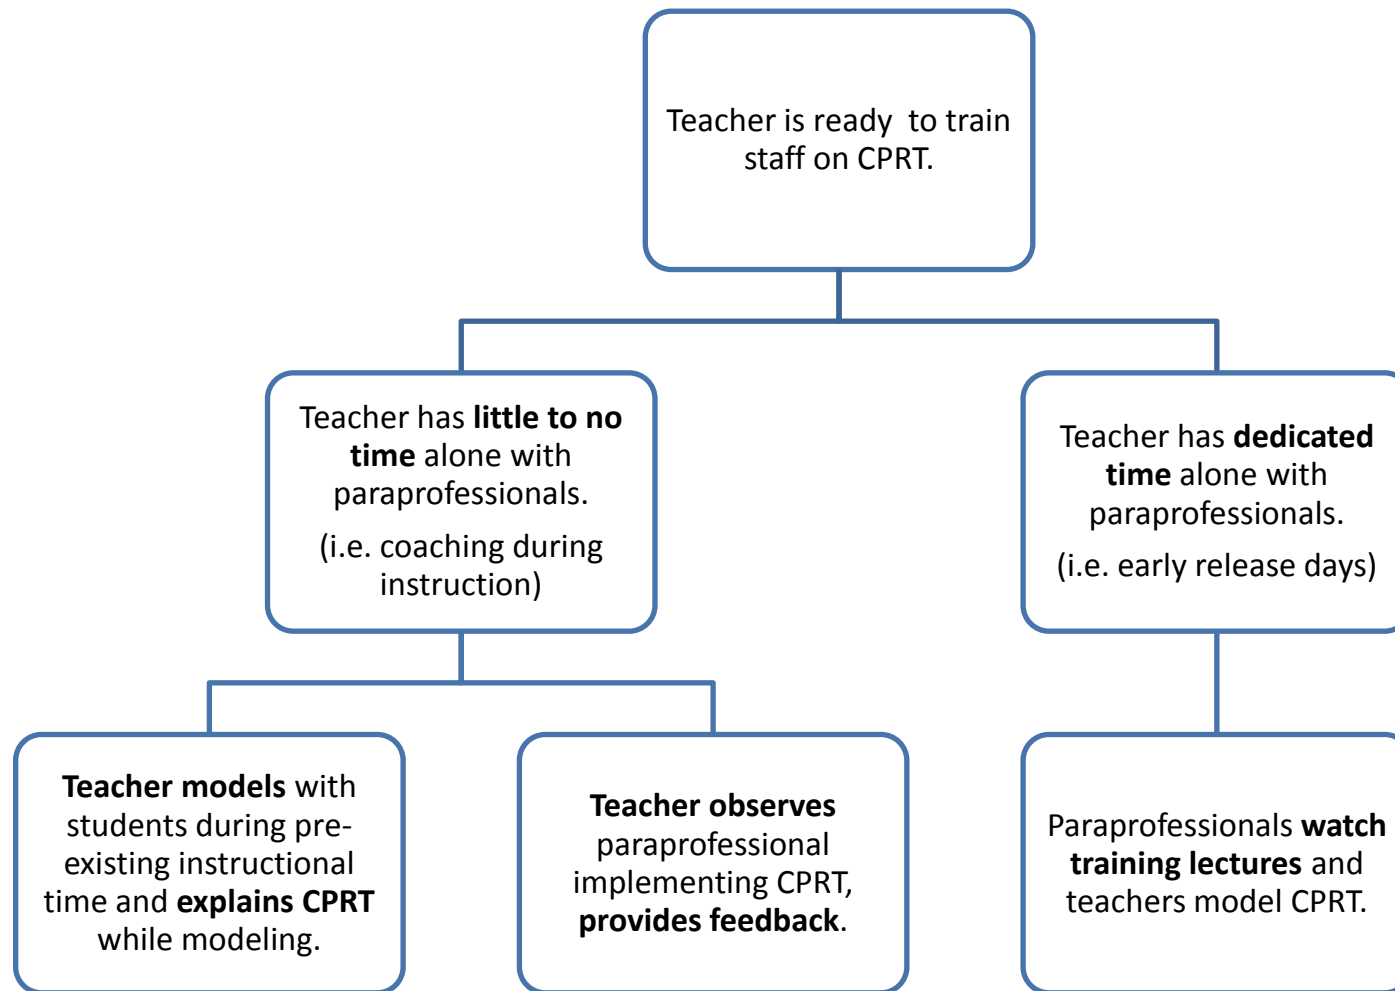 Teacher is ready  to train
staff on CPRT.
Teacher has little to no
time alone with
paraprofessionals.
(i.e. coaching during
instruction)
Teacher has dedicated
time alone with
paraprofessionals.
(i.e. early release days)
Teacher models with
students during pre-
existing instructional
time and explains CPRT
while modeling.
Teacher observes
paraprofessional
implementing CPRT,
provides feedback.
Paraprofessionals watch
training lectures and
teachers model CPRT.